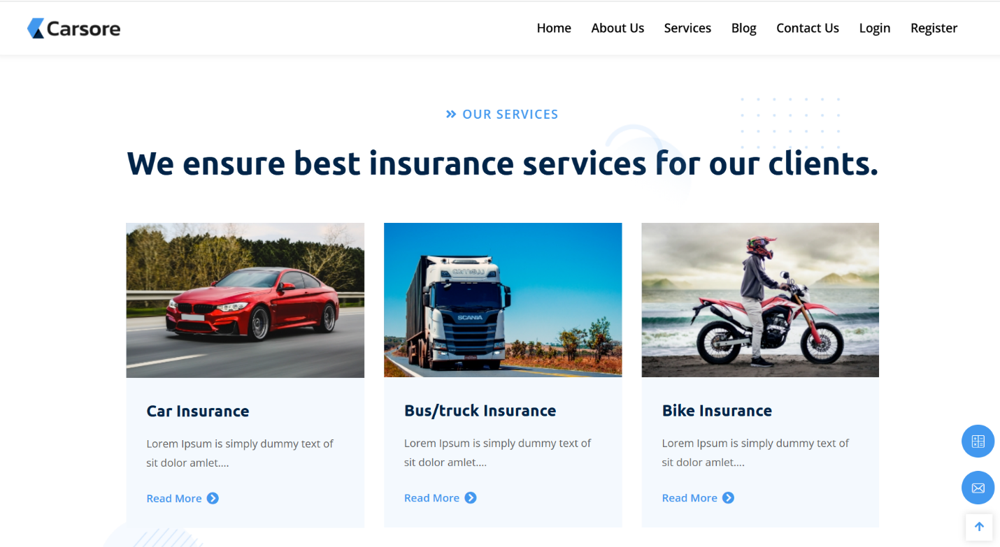 Carsore
Home About Us Services Blog Contact Us Login Register
OUR SERVICES
We ensure best insurance services for our clients.
SCANIA
Car Insurance
Lorem Ipsum is simply dummy text of
sit dolor amlet....
Read More
Bus/truck Insurance
Lorem Ipsum is simply dummy text of
sit dolor amlet....
Read More
Bike Insurance
Lorem Ipsum is simply dummy text of
sit dolor amlet....
Read More